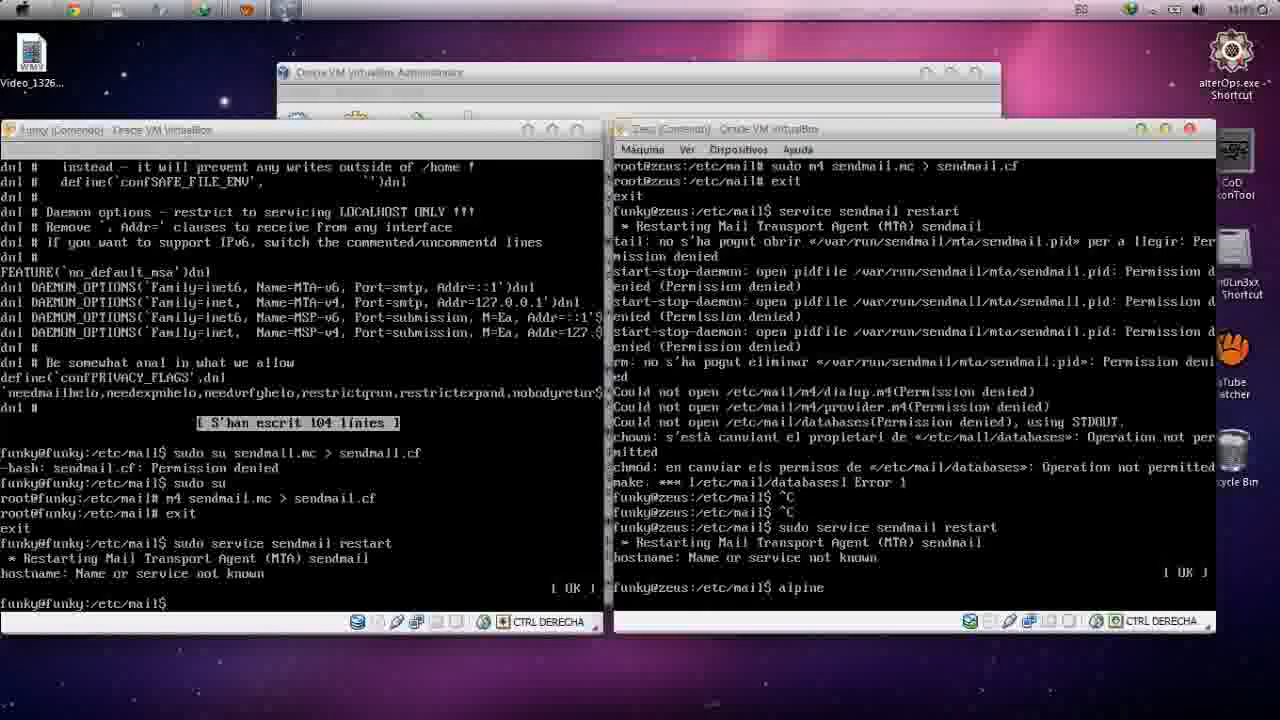 ES
WMV
Video_1326...
alterOps.exe -
Shortcut
CoD
Shortcut
Oracle VM VirtualBox Administrador
Funky [Corriendo] - Oracle VM VirtualBox
dnl #   instead – it will prevent any writes outside of /home !
dnl #   define(`confSAFE_FILE_ENV',             `')dnl
dnl #
dnl # Daemon options – restrict to servicing LOCALHOST ONLY !!!
dnl # Remove `, Addr=' clauses to receive from any interface
dnl # If you want to support IPv6, switch the commented/uncommentd lines
dnl #
FEATURE(`no_default_msa')dnl
dnl DAEMON_OPTIONS(`Family=inet6, Name=MTA-v6, Port=smtp, Addr=::1')dnl
dnl DAEMON_OPTIONS(`Family=inet,  Name=MTA-v4, Port=smtp, Addr=127.0.0.1')dnl
dnl DAEMON_OPTIONS(`Family=inet6, Name=MSP-v6, Port=submission, M=Ea, Addr=::1'$
dnl DAEMON_OPTIONS(`Family=inet,  Name=MSP-v4, Port=submission, M=Ea, Addr=127.$
dnl #
dnl # Be somewhat anal in what we allow
define(`confPRIVACY_FLAGS',dnl
`needmailhelo,needexpnhelo,needvrfyhelo,restrictqrun,restrictexpand,nobodyretur$
dnl #
[ S'han escrit 104 línies ]
funky@funky:/etc/mail$ sudo su sendmail.mc > sendmail.cf
-bash: sendmail.cf: Permission denied
funky@funky:/etc/mail$ sudo su
root@funky:/etc/mail# m4 sendmail.mc > sendmail.cf
root@funky:/etc/mail# exit
exit
funky@funky:/etc/mail$ sudo service sendmail restart
* Restarting Mail Transport Agent (MTA) sendmail
hostname: Name or service not known
[ OK ]
funky@funky:/etc/mail$
CTRL DERECHA
Zeus [Corriendo] - Oracle VM VirtualBox
Máquina Ver Dispositivos Ayuda
root@zeus:/etc/mail# sudo m4 sendmail.mc > sendmail.cf
root@zeus:/etc/mail# exit
exit
funky@zeus:/etc/mail$ service sendmail restart
* Restarting Mail Transport Agent (MTA) sendmail
tail: no s'ha pogut obrir «/var/run/sendmail/mta/sendmail.pid» per a llegir: Per
mission denied
start-stop-daemon: open pidfile /var/run/sendmail/mta/sendmail.pid: Permission d
enied (Permission denied)
start-stop-daemon: open pidfile /var/run/sendmail/mta/sendmail.pid: Permission d
enied (Permission denied)
start-stop-daemon: open pidfile /var/run/sendmail/mta/sendmail.pid: Permission d
enied (Permission denied)
rm: no s'ha pogut eliminar «/var/run/sendmail/mta/sendmail.pid»: Permission deni
ed
Could not open /etc/mail/m4/dialup.m4(Permission denied)
Could not open /etc/mail/m4/provider.m4(Permission denied)
Could not open /etc/mail/databases(Permission denied), using STDOUT.
chown: s'està canviant el propietari de «/etc/mail/databases»: Operation not per
mitted
chmod: en canviar els permisos de «/etc/mail/databases»: Operation not permitted
make: *** [/etc/mail/databases] Error 1
funky@zeus:/etc/mail$ ^C
funky@zeus:/etc/mail$ ^C
funky@zeus:/etc/mail$ sudo service sendmail restart
* Restarting Mail Transport Agent (MTA) sendmail
hostname: Name or service not known
[ OK ]
funky@zeus:/etc/mail$ alpine
CTRL DERECHA